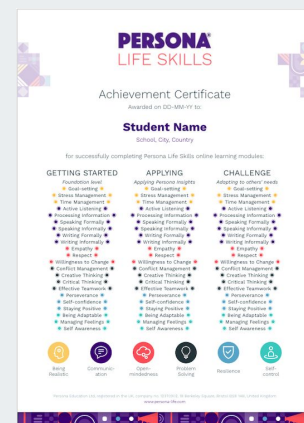 PERSONA
LIFE SKILLS
Achievement Certificate
Awarded on DD-MM-YY to:
Student Name
School, City, Country
for successfully completing Persona Life Skills online learning modules:
GETTING STARTED
Foundation level
Goal-setting
Stress Management
Time Management
Active Listening
Processing Information
Speaking Formally
Speaking Informally
Writing Formally
Writing Informally
Empathy
Respect
Willingness to Change
Conflict Management
Creative Thinking
Critical Thinking
Effective Teamwork
Perseverance
Self-confidence
Staying Positive
Being Adaptable
Managing Feelings
Self Awareness
APPLYING
Applying Persona Insights
Goal-setting
Stress Management
Time Management
Active Listening
Processing Information
Speaking Formally
Speaking Informally
Writing Formally
Writing Informally
Empathy
Respect
Willingness to Change
Conflict Management
Creative Thinking
Critical Thinking
Effective Teamwork
Perseverance
Self-confidence
Staying Positive
Being Adaptable
Managing Feelings
Self Awareness
CHALLENGE
Adapting to others' needs
Goal-setting
Stress Management
Time Management
Active Listening
Processing Information
Speaking Formally
Speaking Informally
Writing Formally
Writing Informally
Empathy
Respect
Willingness to Change
Conflict Management
Creative Thinking
Critical Thinking
Effective Teamwork
Perseverance
Self-confidence
Staying Positive
Being Adaptable
Managing Feelings
Self Awareness
Being
Realistic
Communic-
ation
Open-
mindedness
Problem
Solving
Resilience
Self-
control
www.persona-life.com